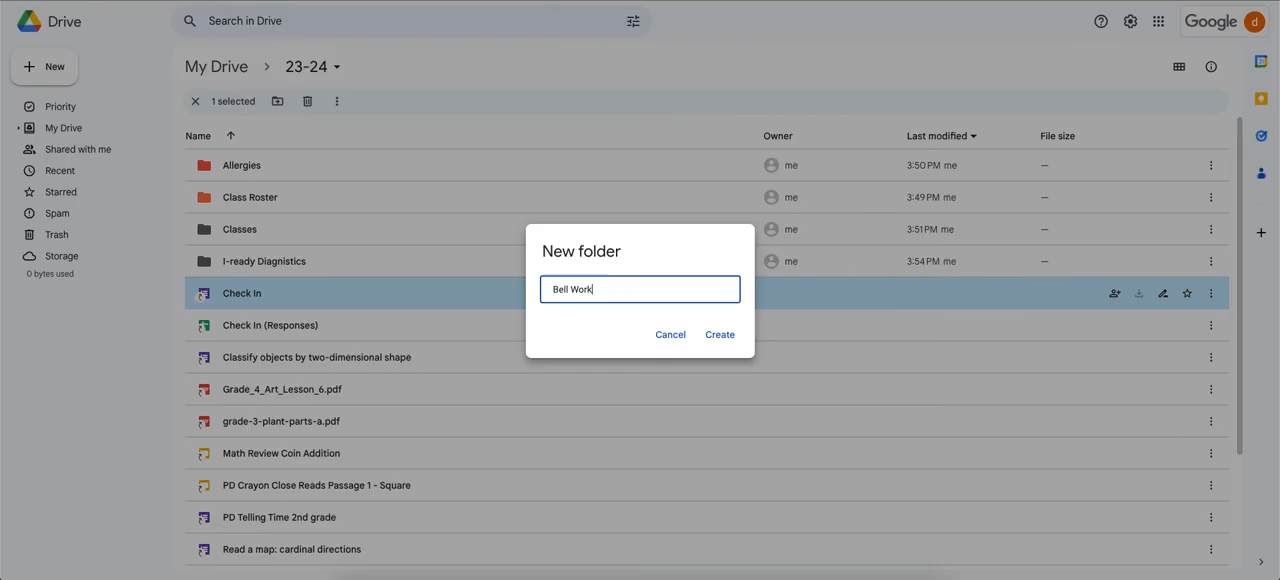 Drive
Search in Drive
Google d
New
My Drive 23-24
1 selected
Priority
My Drive
Shared with me
Recent
Starred
Spam
Trash
Storage
0 bytes used
Name Owner Last modified File size
Allergies me 3:50 PM me —
Class Roster me 3:49 PM me —
Classes me 3:51 PM me —
I-ready Diagnostics me 3:54 PM me —
Check In
Check In (Responses)
Classify objects by two-dimensional shape
Grade_4_Art_Lesson_6.pdf
grade-3-plant-parts-a.pdf
Math Review Coin Addition
PD Crayon Close Reads Passage 1 - Square
PD Telling Time 2nd grade
Read a map: cardinal directions
New folder
Bell Work
Cancel Create